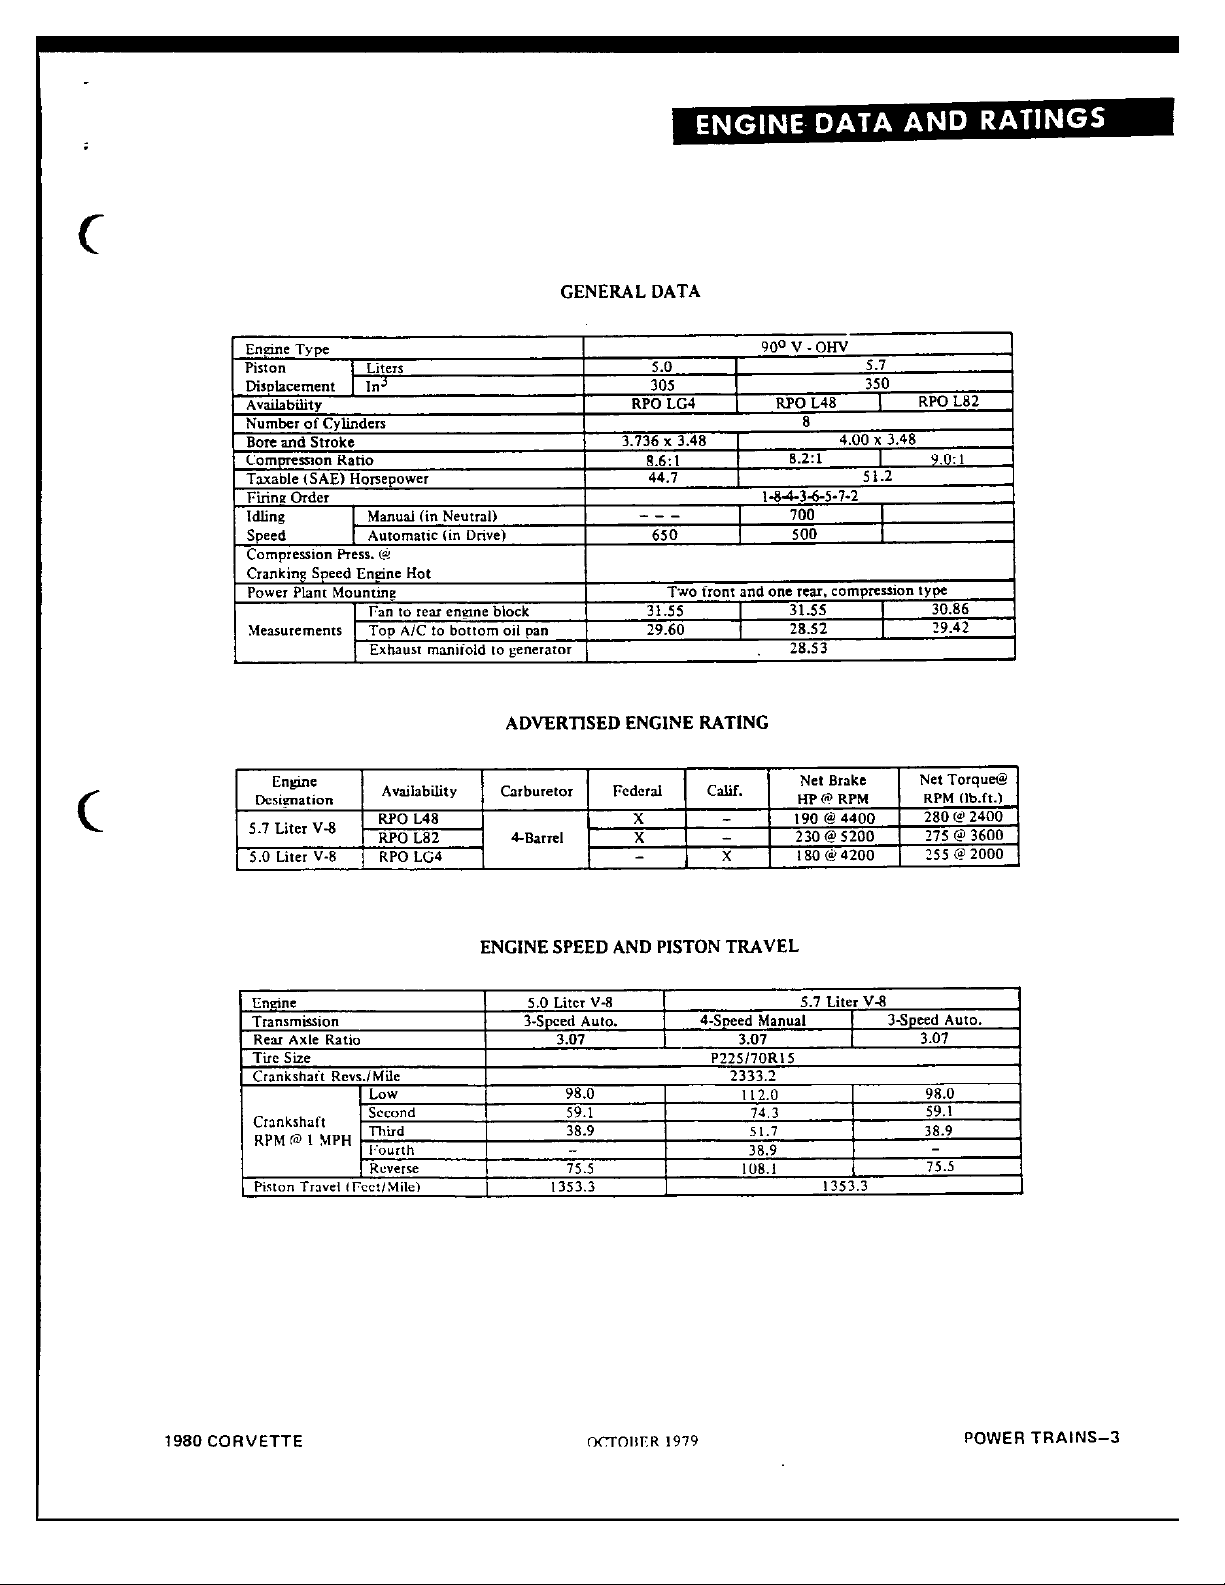 ENGINE DATA AND RATINGS
GENERAL DATA
Engine Type 90° V - OHV
Piston Liters 5.0 5.7
Displacement In³ 305 350
Availability RPO LG4 RPO L48 RPO L82
Number of Cylinders 8
Bore and Stroke 3.736 x 3.48 4.00 x 3.48
Compression Ratio 8.6:1 8.2:1 9.0:1
Taxable (SAE) Horsepower 44.7 51.2
Firing Order 1-8-4-3-6-5-7-2
Idling Manual (in Neutral) - - - 700
Speed Automatic (in Drive) 650 500
Compression Press. @
Cranking Speed Engine Hot
Power Plant Mounting Two front and one rear, compression type
Fan to rear engine block 31.55 31.55 30.86
Measurements Top A/C to bottom oil pan 29.60 28.52 29.42
Exhaust manifold to generator 28.53
ADVERTISED ENGINE RATING
Engine Designation Availability Carburetor Federal Calif. Net Brake HP @ RPM Net Torque@ RPM (lb.ft.)
5.7 Liter V-8 RPO L48 4-Barrel X – 190 @ 4400 280 @ 2400
RPO L82 X – 230 @ 5200 275 @ 3600
5.0 Liter V-8 RPO LG4 – X 180 @ 4200 255 @ 2000
ENGINE SPEED AND PISTON TRAVEL
Engine 5.0 Liter V-8 5.7 Liter V-8
Transmission 3-Speed Auto. 4-Speed Manual 3-Speed Auto.
Rear Axle Ratio 3.07 3.07 3.07
Tire Size P225/70R15
Crankshaft Revs./Mile 2333.2
Crankshaft RPM @ 1 MPH Low 98.0 112.0 98.0
Second 59.1 74.3 59.1
Third 38.9 51.7 38.9
Fourth – 38.9 –
Reverse 75.5 108.1 75.5
Piston Travel (Feet/Mile) 1353.3 1353.3
1980 CORVETTE OCTOBER 1979 POWER TRAINS–3